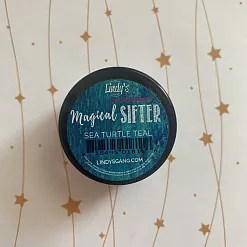 Lindy's
Magical SIFTER
SEA TURTLE TEAL
LINDYSGANG.COM